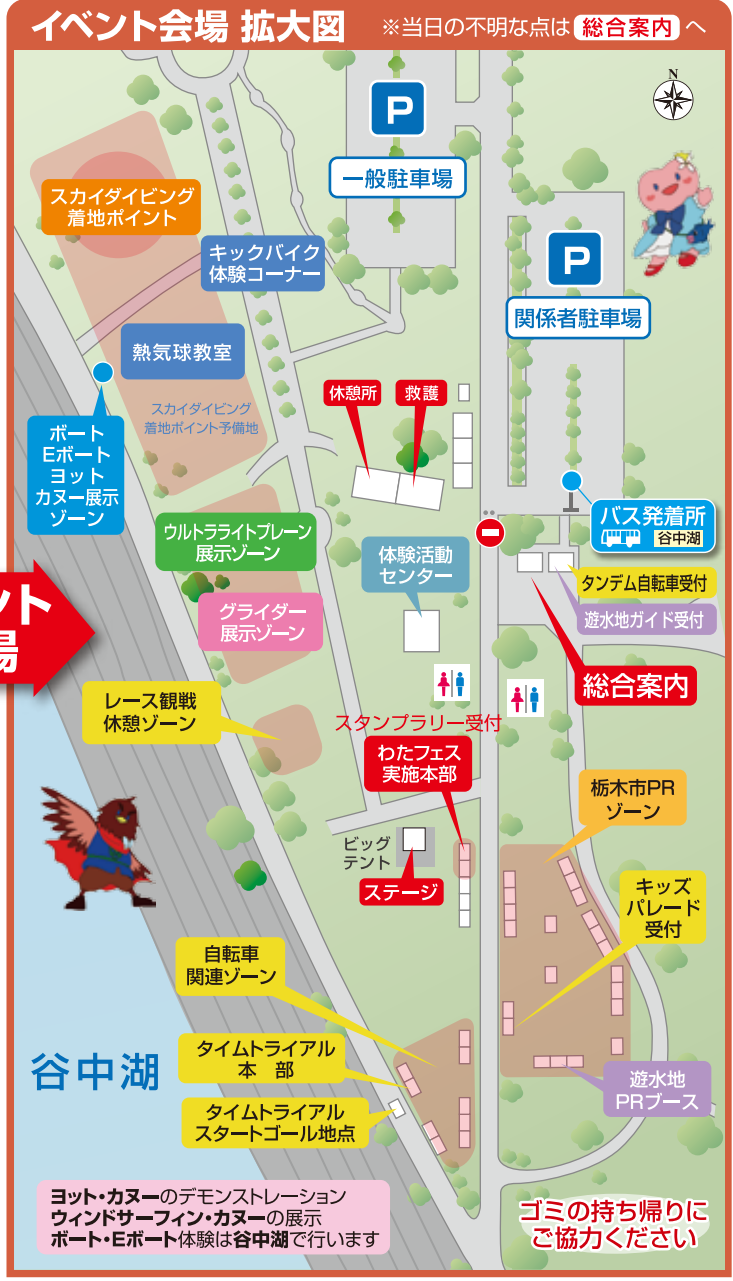 イベント会場 拡大図
※当日の不明な点は 総合案内 へ
N
P
一般駐車場
スカイダイビング
着地ポイント
キックバイク
体験コーナー
P
関係者駐車場
熱気球教室
スカイダイビング
着地ポイント予備地
休憩所
救護
ボート
Eボート
ヨット
カヌー展示
ゾーン
バス発着所
谷中湖
ウルトラライトプレーン
展示ゾーン
体験活動
センター
タンデム自転車受付
遊水地ガイド受付
ント
場
グライダー
展示ゾーン
総合案内
レース観戦
休憩ゾーン
スタンプラリー受付
わたフェス
実施本部
栃木市PR
ゾーン
ビッグ
テント
ステージ
キッズ
パレード
受付
自転車
関連ゾーン
谷中湖
タイムトライアル
本 部
遊水地
PRブース
タイムトライアル
スタートゴール地点
ヨット・カヌーのデモンストレーション
ウィンドサーフィン・カヌーの展示
ボート・Eボート体験は谷中湖で行います
ゴミの持ち帰りに
ご協力ください